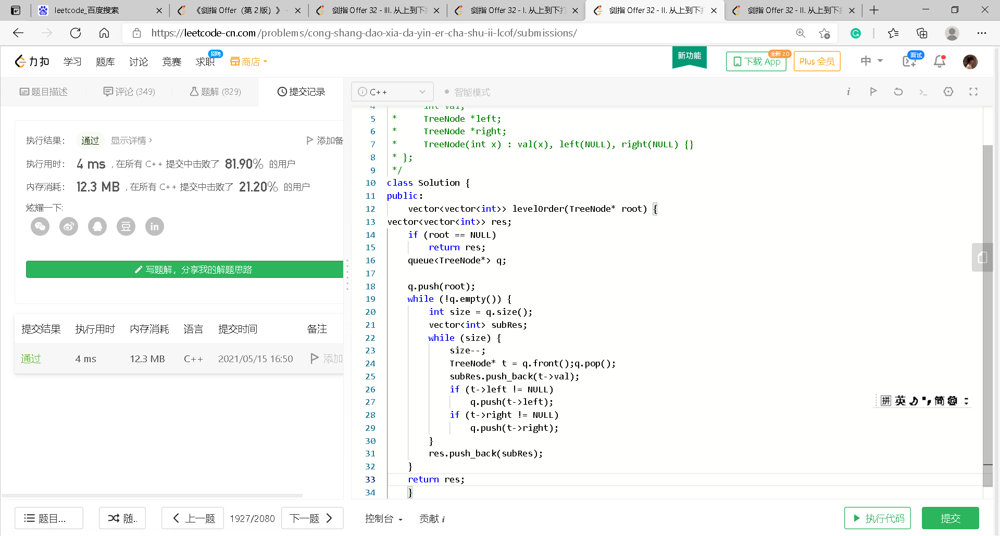 leetcode_百度搜索
《剑指 Offer（第 2 版）》 -
剑指 Offer 32 - III. 从上到下打
剑指 Offer 32 - I. 从上到下打
剑指 Offer 32 - II. 从上到下打
剑指 Offer 32 - II. 从上到下打
https://leetcode-cn.com/problems/cong-shang-dao-xia-da-yin-er-cha-shu-ii-lcof/submissions/
力扣
学习
题库
讨论
竞赛
求职
招聘
商店
新功能
下载 App
全新 2.0
Plus 会员
中
面试
题目描述
评论 (349)
题解 (829)
提交记录
C++
智能模式
执行结果：
通过
显示详情 >
添加备
执行用时：
4 ms
, 在所有 C++ 提交中击败了 81.90% 的用户
内存消耗：
12.3 MB
, 在所有 C++ 提交中击败了 21.20% 的用户
炫耀一下:
豆
in
写题解，分享我的解题思路
提交结果 执行用时 内存消耗 语言 提交时间 备注
通过 4 ms 12.3 MB C++ 2021/05/15 16:50 添加
4 int val;
5 * TreeNode *left;
6 * TreeNode *right;
7 * TreeNode(int x) : val(x), left(NULL), right(NULL) {}
8 * };
9 */
10 class Solution {
11 public:
12 vector<vector<int>> levelOrder(TreeNode* root) {
13 vector<vector<int>> res;
14 if (root == NULL)
15 return res;
16 queue<TreeNode*> q;
17
18 q.push(root);
19 while (!q.empty()) {
20 int size = q.size();
21 vector<int> subRes;
22 while (size) {
23 size--;
24 TreeNode* t = q.front();q.pop();
25 subRes.push_back(t->val);
26 if (t->left != NULL)
27 q.push(t->left);
28 if (t->right != NULL)
29 q.push(t->right);
30 }
31 res.push_back(subRes);
32 }
33 return res;
34 }
拼 英 简
题目...
随..
上一题
1927/2080
下一题
控制台
贡献 i
执行代码
提交